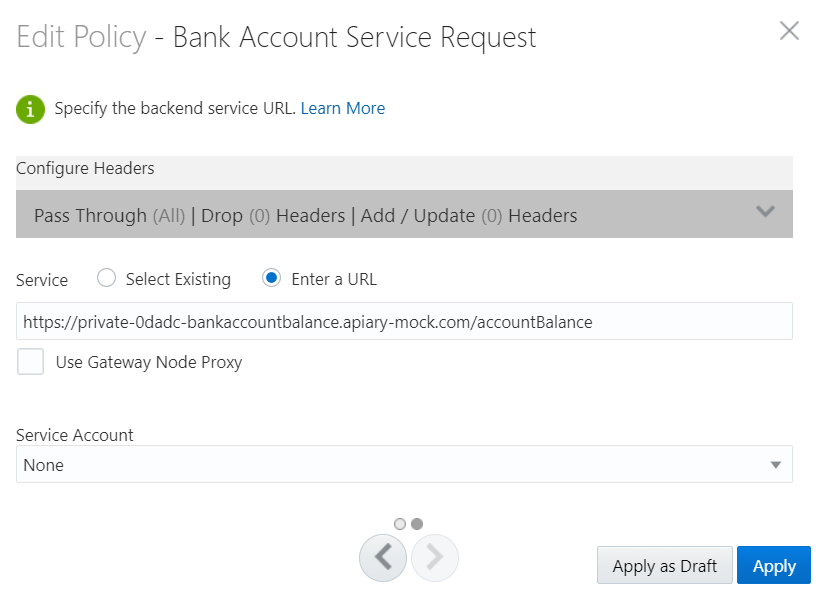 Edit Policy - Bank Account Service Request
i Specify the backend service URL. Learn More
Configure Headers
Pass Through (All) | Drop (0) Headers | Add / Update (0) Headers
Service Select Existing Enter a URL
https://private-0dadc-bankaccountbalance.apiary-mock.com/accountBalance
Use Gateway Node Proxy
Service Account
None
Apply as Draft Apply